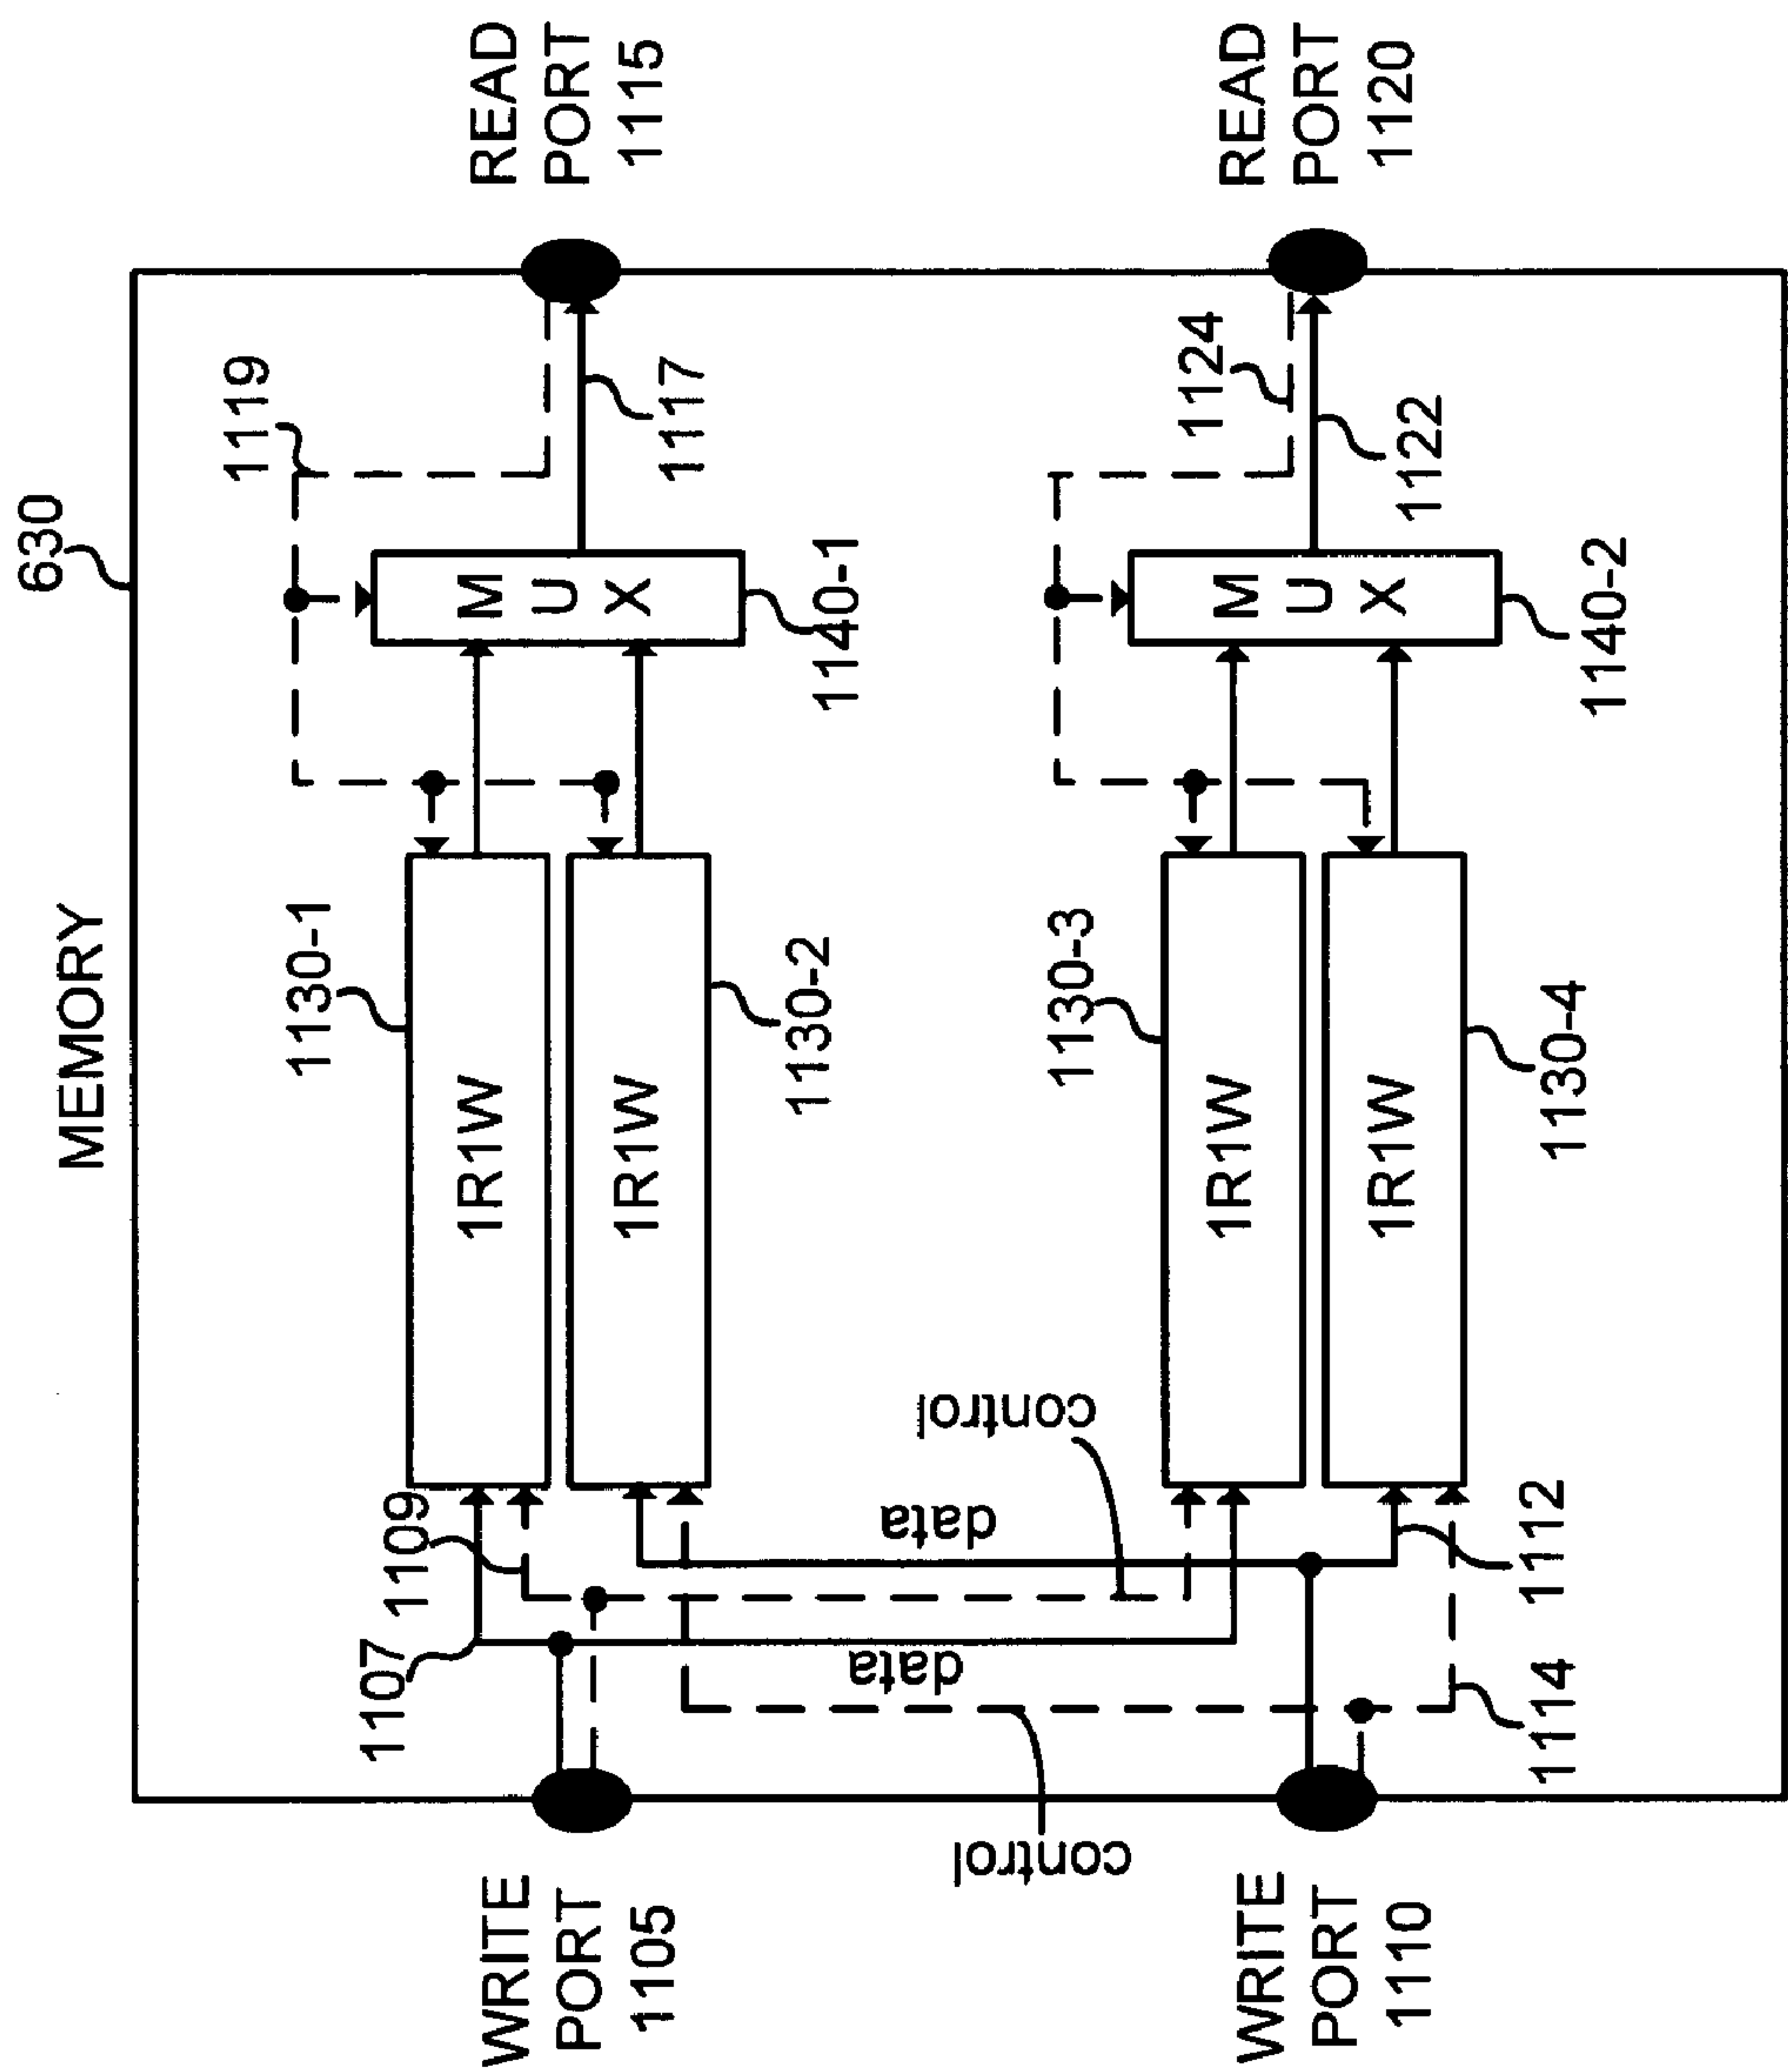 MEMORY
630
WRITE
PORT
1105
WRITE
PORT
1110
1107
1109
data
control
data
control
1112
1114
1130-1
1R1W
1R1W
1130-2
1130-3
1R1W
1R1W
1130-4
1119
MUX
1140-1
1117
1124
MUX
1140-2
1122
READ
PORT
1115
READ
PORT
1120